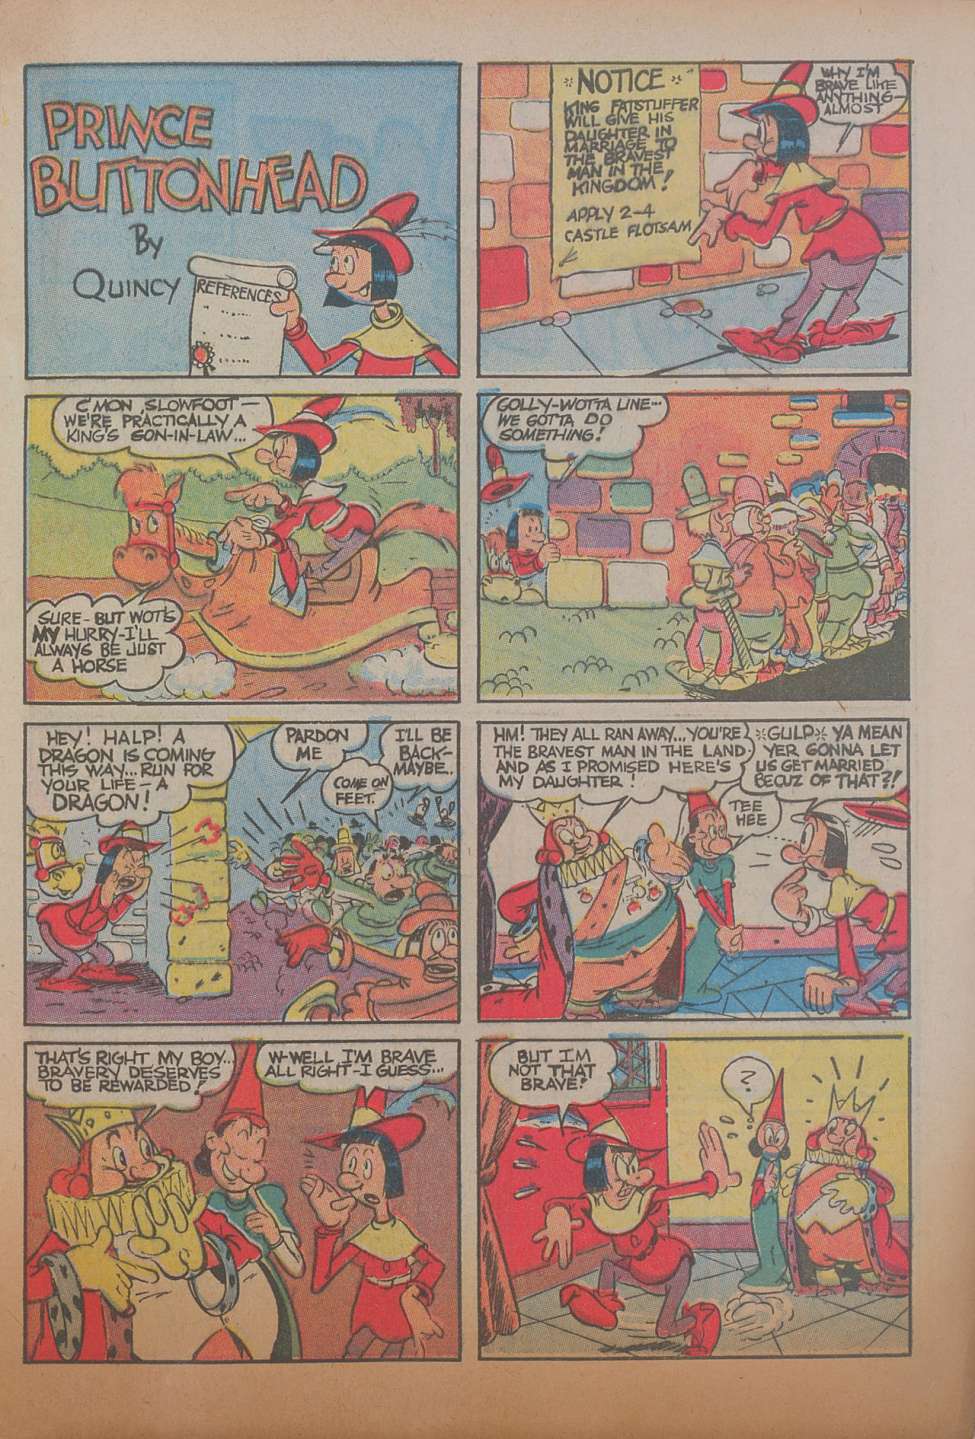 PRINCE
BUTTONHEAD
By
QUINCY
REFERENCES
NOTICE
KING FATSTUFFER
WILL GIVE HIS
DAUGHTER IN
MARRIAGE TO
THE BRAVEST
MAN IN THE
KINGDOM!
APPLY 2-4
CASTLE FLOTSAM
WHY I'M
BRAVE LIKE
ANYTHING—
ALMOST
C'MON, SLOWFOOT—
WE'RE PRACTICALLY A
KING'S SON-IN-LAW...
SURE-BUT WOT'S
MY HURRY-I'LL
ALWAYS BE JUST
A HORSE
GOLLY-WOTTA LINE--
WE GOTTA DO
SOMETHING!
HEY! HALP! A
DRAGON IS COMING
THIS WAY... RUN FOR
YOUR LIFE-A
DRAGON!
PARDON
ME
COME ON
FEET.
I'LL BE
BACK-
MAYBE..
HM! THEY ALL RAN AWAY...YOU'RE
THE BRAVEST MAN IN THE LAND-
AND AS I PROMISED HERE'S
MY DAUGHTER!
TEE
HEE
GULP YA MEAN
YER GONNA LET
US GET MARRIED
BECUZ OF THAT?!
THAT'S RIGHT MY BOY...
BRAVERY DESERVES
TO BE REWARDED!
W-WELL I'M BRAVE
ALL RIGHT-I GUESS...
BUT I'M
NOT THAT
BRAVE!
?